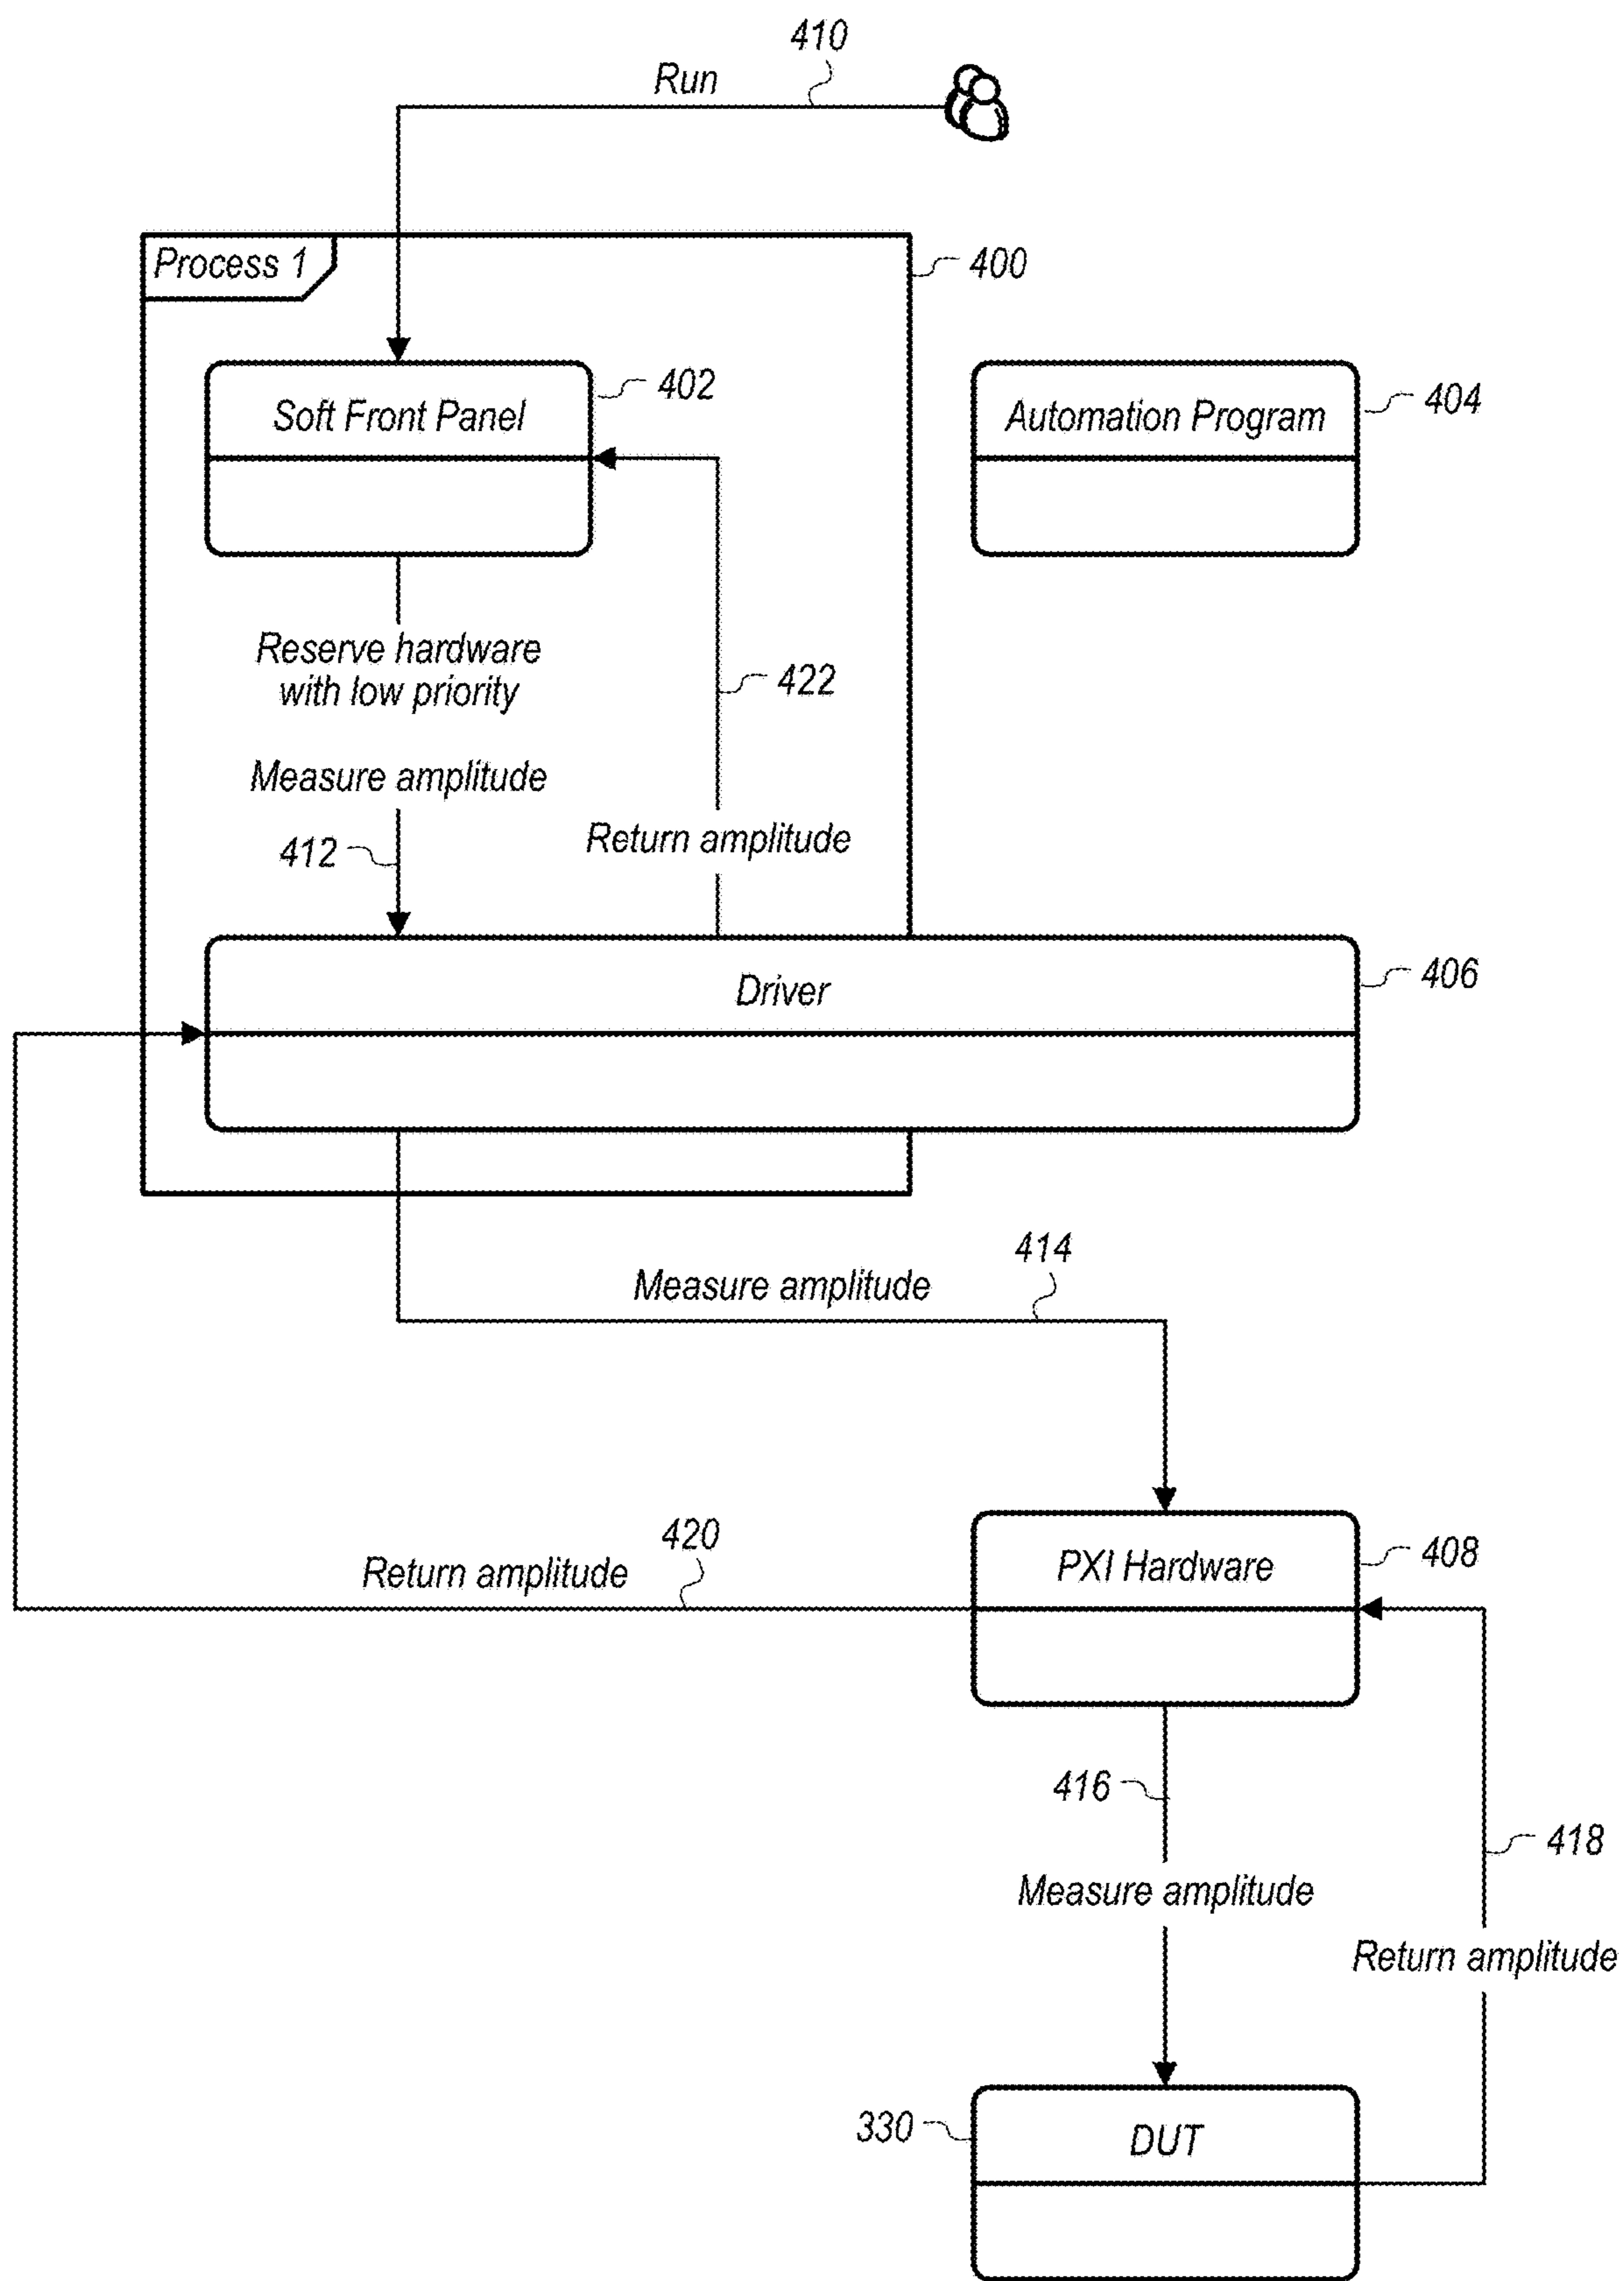 410
Run
Process 1
400
Soft Front Panel
402
Automation Program
404
Reserve hardware
with low priority
422
Measure amplitude
412
Return amplitude
Driver
406
414
Measure amplitude
420
Return amplitude
PXI Hardware
408
416
418
Measure amplitude
Return amplitude
330
DUT